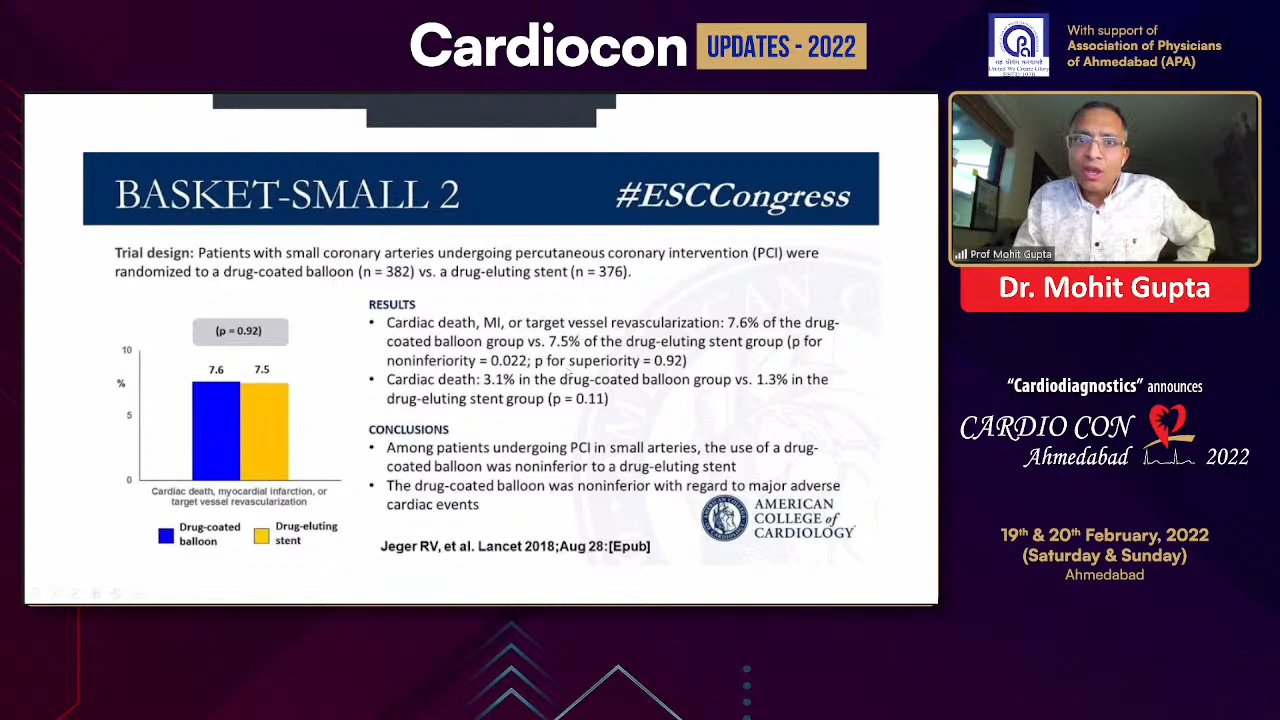 Cardiocon UPDATES - 2022
With support of
Association of Physicians
of Ahmedabad (APA)
United We Create Glory
ESTD.1970
BASKET-SMALL 2
#ESCCongress
Trial design: Patients with small coronary arteries undergoing percutaneous coronary intervention (PCI) were
randomized to a drug-coated balloon (n = 382) vs. a drug-eluting stent (n = 376).
(p = 0.92)
10
%
5
0
7.6
7.5
Cardiac death, myocardial infarction, or
target vessel revascularization
Drug-coated
balloon
Drug-eluting
stent
RESULTS
• Cardiac death, MI, or target vessel revascularization: 7.6% of the drug-
coated balloon group vs. 7.5% of the drug-eluting stent group (p for
noninferiority = 0.022; p for superiority = 0.92)
• Cardiac death: 3.1% in the drug-coated balloon group vs. 1.3% in the
drug-eluting stent group (p = 0.11)
CONCLUSIONS
• Among patients undergoing PCI in small arteries, the use of a drug-
coated balloon was noninferior to a drug-eluting stent
• The drug-coated balloon was noninferior with regard to major adverse
cardiac events
AMERICAN
COLLEGE of
CARDIOLOGY
Jeger RV, et al. Lancet 2018;Aug 28:[Epub]
Prof Mohit Gupta
Dr. Mohit Gupta
“Cardiodiagnostics” announces
CARDIO CON
Ahmedabad 2022
19th & 20th February, 2022
(Saturday & Sunday)
Ahmedabad